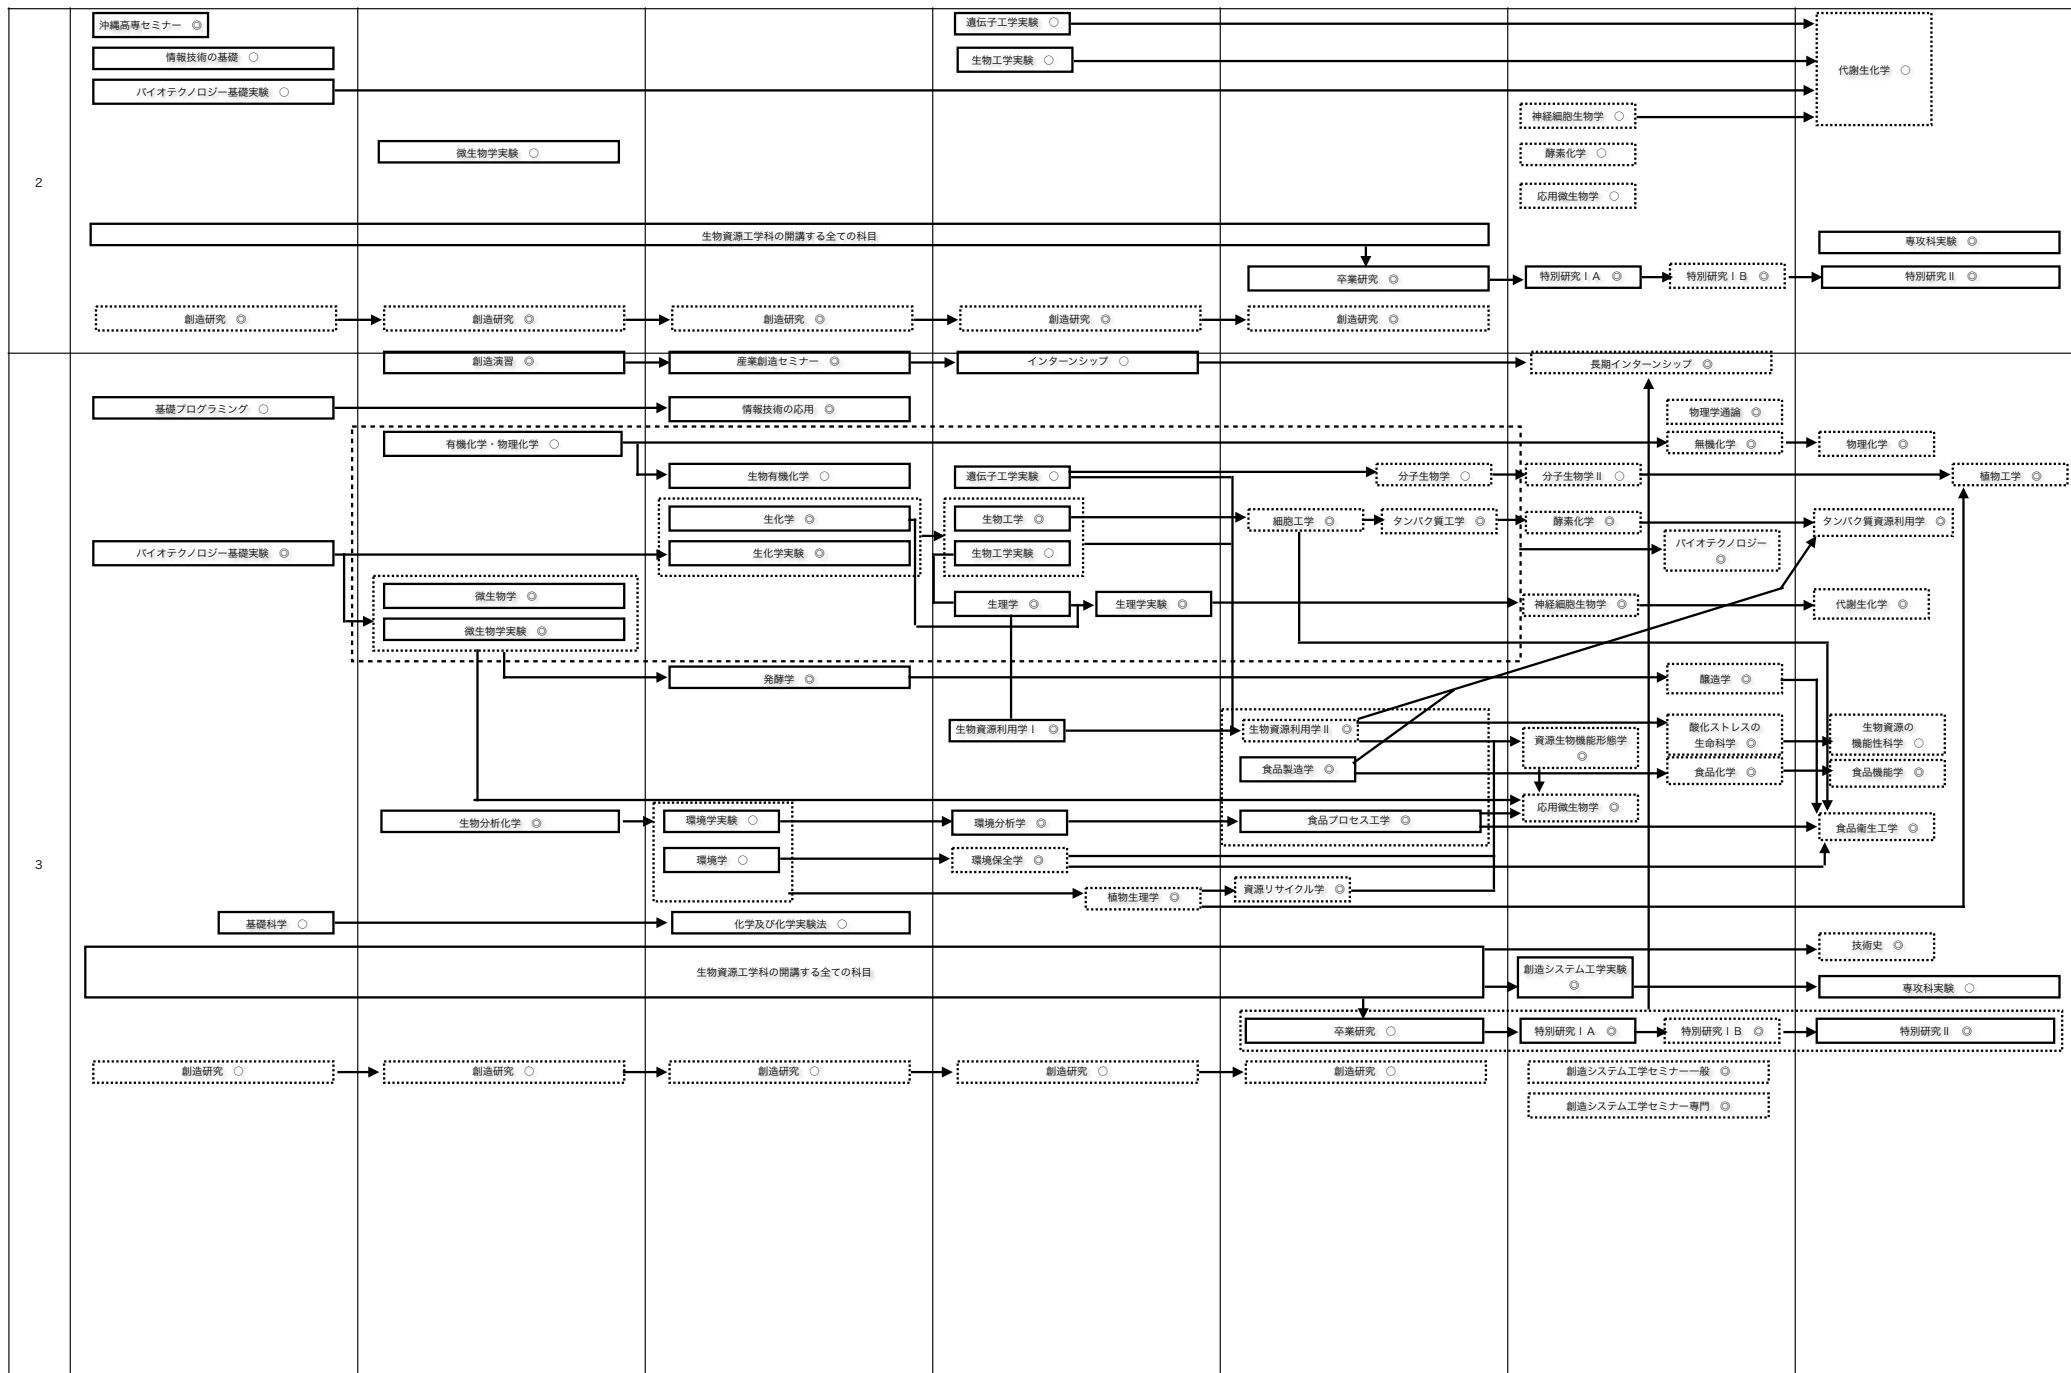 沖縄高専セミナー ◎
遺伝子工学実験 ○
情報技術の基礎 ○
生物工学実験 ○
代謝生化学 ○
バイオテクノロジー基礎実験 ○
神経細胞生物学 ○
微生物学実験 ○
酵素化学 ○
2
応用微生物学 ○
生物資源工学科の開講する全ての科目
専攻科実験 ◎
卒業研究 ◎
特別研究ⅠA ◎
特別研究ⅠB ◎
特別研究Ⅱ ◎
創造研究 ◎
創造研究 ◎
創造研究 ◎
創造研究 ◎
創造研究 ◎
創造演習 ◎
産業創造セミナー ◎
インターンシップ ○
長期インターンシップ ◎
基礎プログラミング ○
情報技術の応用 ◎
物理学通論 ◎
有機化学・物理化学 ○
無機化学 ◎
物理化学 ◎
生物有機化学 ○
遺伝子工学実験 ○
分子生物学 ○
分子生物学Ⅱ ○
植物工学 ◎
生化学 ◎
生物工学 ◎
細胞工学 ◎
タンパク質工学 ◎
酵素化学 ◎
タンパク質資源利用学 ◎
バイオテクノロジー基礎実験 ◎
生化学実験 ◎
生物工学実験 ○
バイオテクノロジー
◎
微生物学 ◎
生理学 ◎
生理学実験 ◎
神経細胞生物学 ◎
代謝生化学 ◎
微生物学実験 ◎
発酵学 ◎
醸造学 ◎
生物資源利用学Ⅰ ◎
生物資源利用学Ⅱ ◎
資源生物機能形態学
◎
酸化ストレスの
生命科学 ◎
生物資源の
機能性科学 ○
食品製造学 ◎
食品化学 ◎
食品機能学 ◎
応用微生物学 ◎
生物分析化学 ◎
環境学実験 ○
環境分析学 ◎
食品プロセス工学 ◎
食品衛生工学 ◎
3
環境学 ○
環境保全学 ◎
植物生理学 ◎
資源リサイクル学 ◎
基礎科学 ○
化学及び化学実験法 ○
技術史 ◎
生物資源工学科の開講する全ての科目
創造システム工学実験
◎
専攻科実験 ○
卒業研究 ○
特別研究ⅠA ◎
特別研究ⅠB ◎
特別研究Ⅱ ◎
創造研究 ○
創造研究 ○
創造研究 ○
創造研究 ○
創造研究 ○
創造システム工学セミナー一般 ◎
創造システム工学セミナー専門 ◎